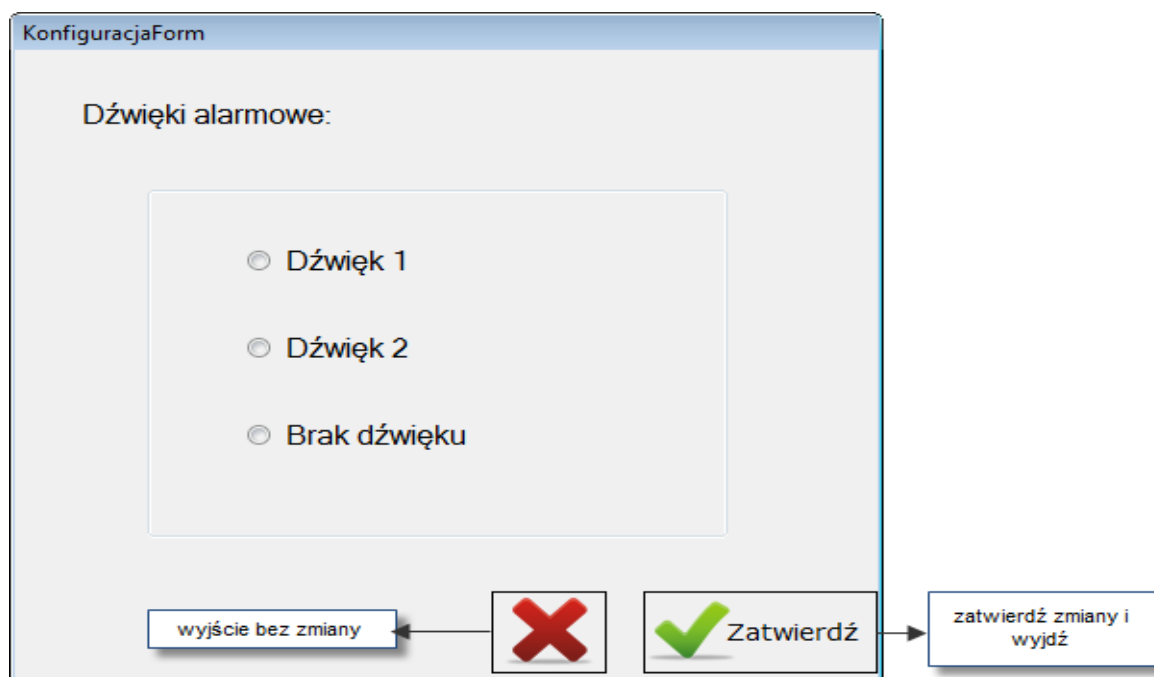 KonfiguracjaForm
Dźwięki alarmowe:
Dźwięk 1
Dźwięk 2
Brak dźwięku
wyjście bez zmiany
Zatwierdź
zatwierdź zmiany i
wyjdź